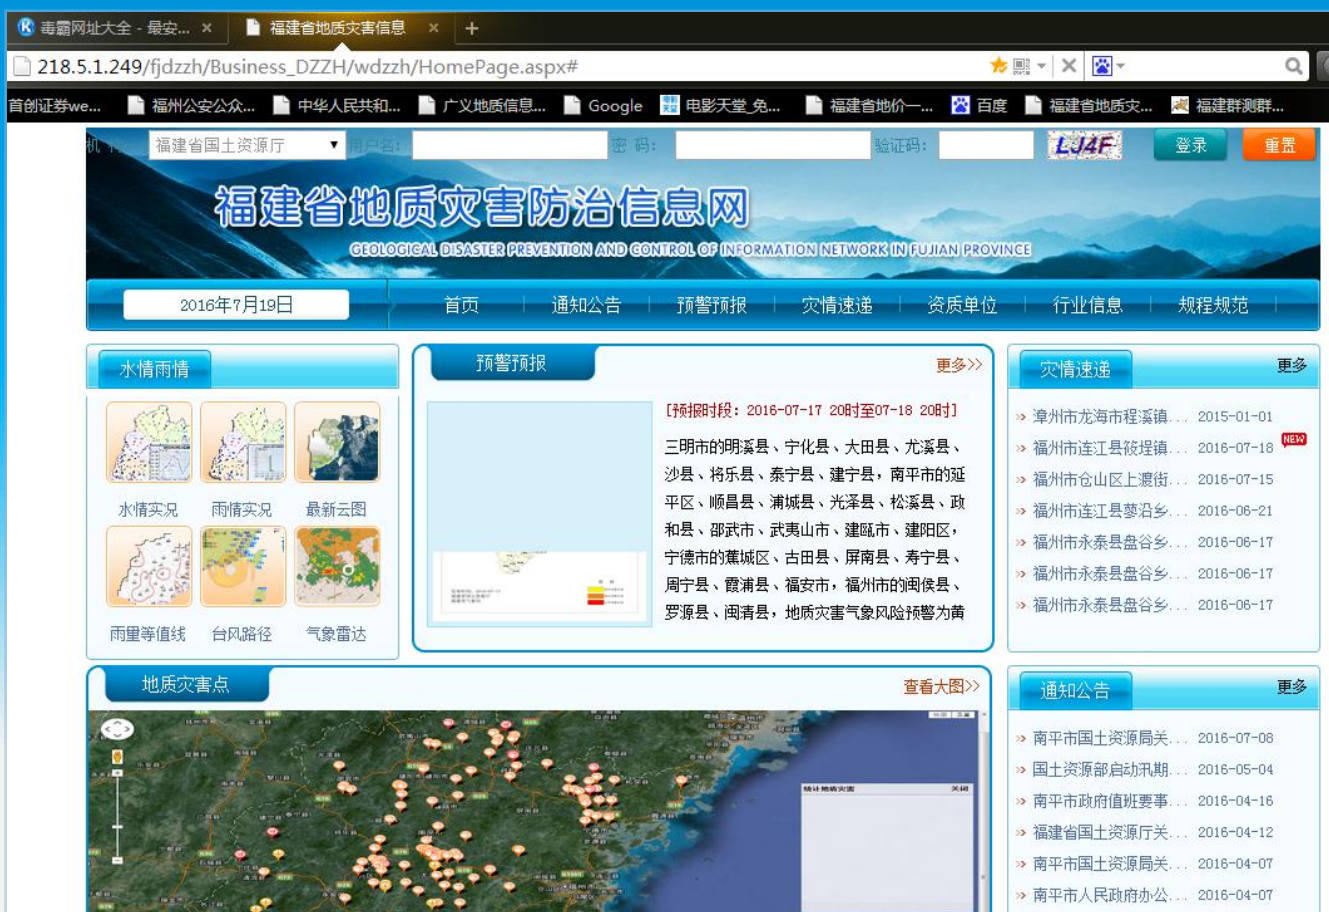 毒霸网址大全 - 最安... ×
福建省地质灾害信息 × +
218.5.1.249/fjdzzh/Business_DZZH/wdzzh/HomePage.aspx#
首创证券we... 福州公安公众... 中华人民共和... 广义地质信息... Google 电影天堂_免... 福建省地价一... 百度 福建省地质灾... 福建群测群...
机 福建省国土资源厅 用户名: 密 码: 验证码: LJ4F 登录 重置
福建省地质灾害防治信息网
GEOLOGICAL DISASTER PREVENTION AND CONTROL OF INFORMATION NETWORK IN FUJIAN PROVINCE
2016年7月19日 首页 通知公告 预警预报 灾情速递 资质单位 行业信息 规程规范
水情雨情
水情实况 雨情实况 最新云图
雨量等值线 台风路径 气象雷达
预警预报 更多>>
[预报时段：2016-07-17 20时至07-18 20时]
三明市的明溪县、宁化县、大田县、尤溪县、
沙县、将乐县、泰宁县、建宁县，南平市的延
平区、顺昌县、浦城县、光泽县、松溪县、政
和县、邵武市、武夷山市、建瓯市、建阳区，
宁德市的蕉城区、古田县、屏南县、寿宁县、
周宁县、霞浦县、福安市，福州市的闽侯县、
罗源县、闽清县，地质灾害气象风险预警为黄
灾情速递 更多
漳州市龙海市程溪镇... 2015-01-01
福州市连江县筱埕镇... 2016-07-18 NEW
福州市仓山区上渡街... 2016-07-15
福州市连江县蓼沿乡... 2016-06-21
福州市永泰县盘谷乡... 2016-06-17
福州市永泰县盘谷乡... 2016-06-17
福州市永泰县盘谷乡... 2016-06-17
地质灾害点 查看大图>>
统计地质灾害 关闭
通知公告 更多
南平市国土资源局关... 2016-07-08
国土资源部启动汛期... 2016-05-04
南平市政府值班要事... 2016-04-16
福建省国土资源厅关... 2016-04-12
南平市国土资源局关... 2016-04-07
南平市人民政府办公... 2016-04-07